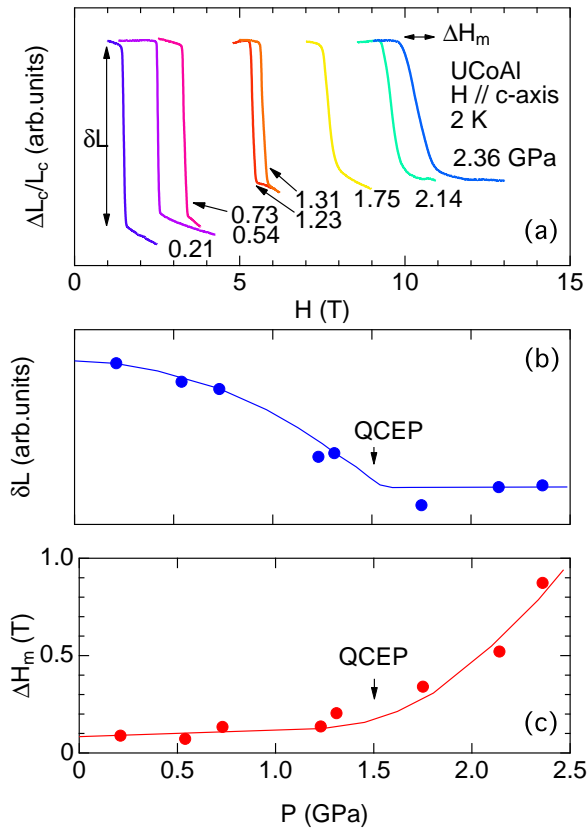 (a)
ΔHₘ
UCoAl
H // c-axis
2 K
2.36 GPa
δL
ΔL_c/L_c (arb.units)
0.21
0.73
0.54
1.31
1.23
1.75
2.14
0
5
10
15
H (T)
(b)
δL (arb.units)
QCEP
(c)
ΔHₘ (T)
1.0
0.5
0
QCEP
0
0.5
1.0
1.5
2.0
2.5
P (GPa)